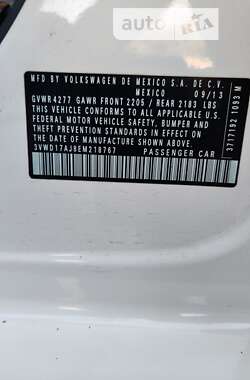 AUTO RIA
MFD BY VOLKSWAGEN DE MEXICO S.A. DE C.V.
MEXICO 09/13
GVWR4277 GAWR FRONT 2205 / REAR 2183 LBS
THIS VEHICLE CONFORMS TO ALL APPLICABLE
FEDERAL MOTOR VEHICLE SAFETY, BUMPER AND
THEFT PREVENTION STANDARDS IN EFFECT ON
THE DATE OF MANUFACTURE SHOWN ABOVE.
3VWD17AJ8EM218767
PASSENGER CAR
3717192 1093 M